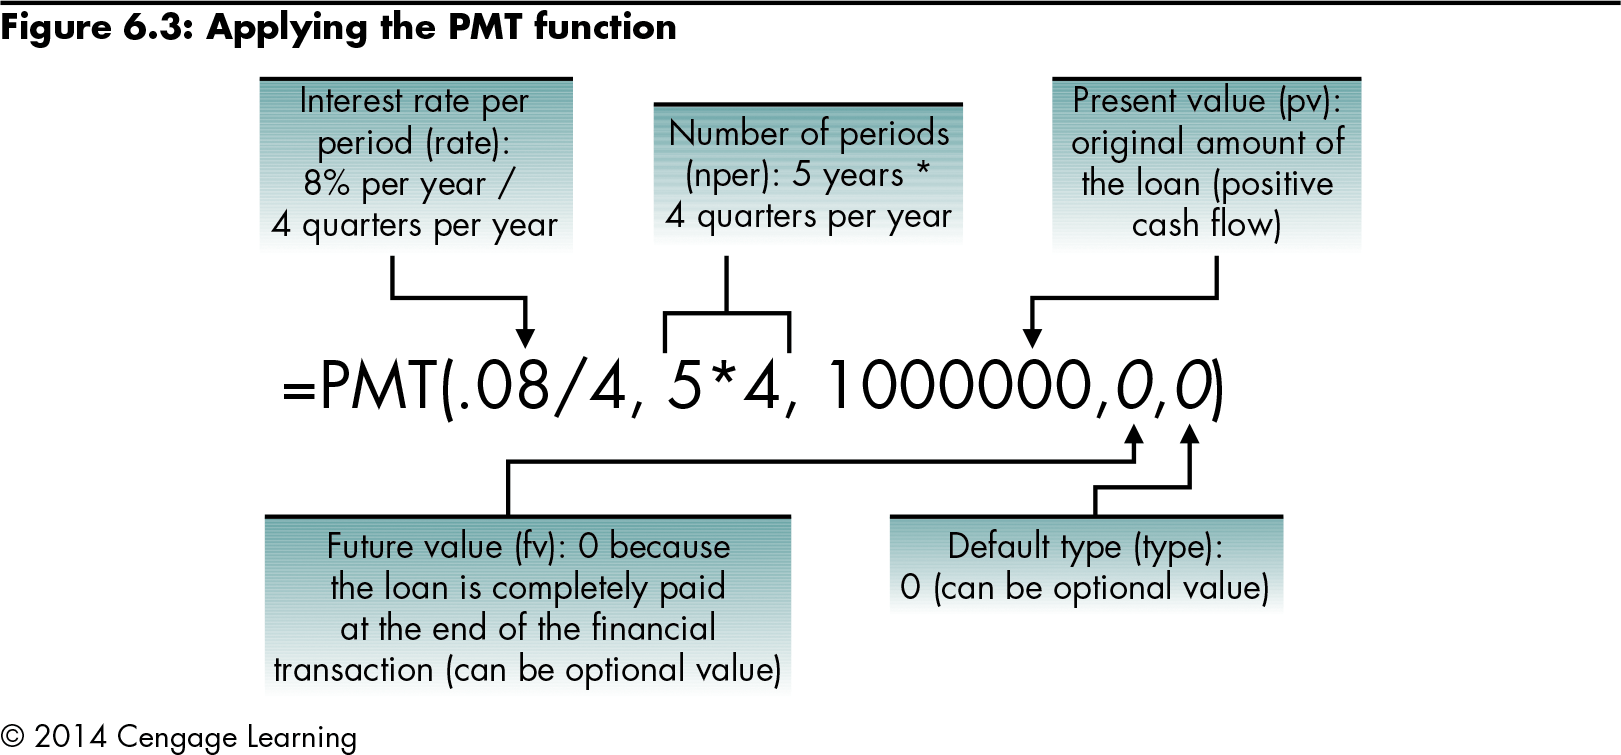 Figure 6.3: Applying the PMT function
Interest rate per
period (rate):
8% per year /
4 quarters per year
Number of periods
(nper): 5 years *
4 quarters per year
Present value (pv):
original amount of
the loan (positive
cash flow)
=PMT(.08/4, 5*4, 1000000,0,0)
Future value (fv): 0 because
the loan is completely paid
at the end of the financial
transaction (can be optional value)
Default type (type):
0 (can be optional value)
© 2014 Cengage Learning